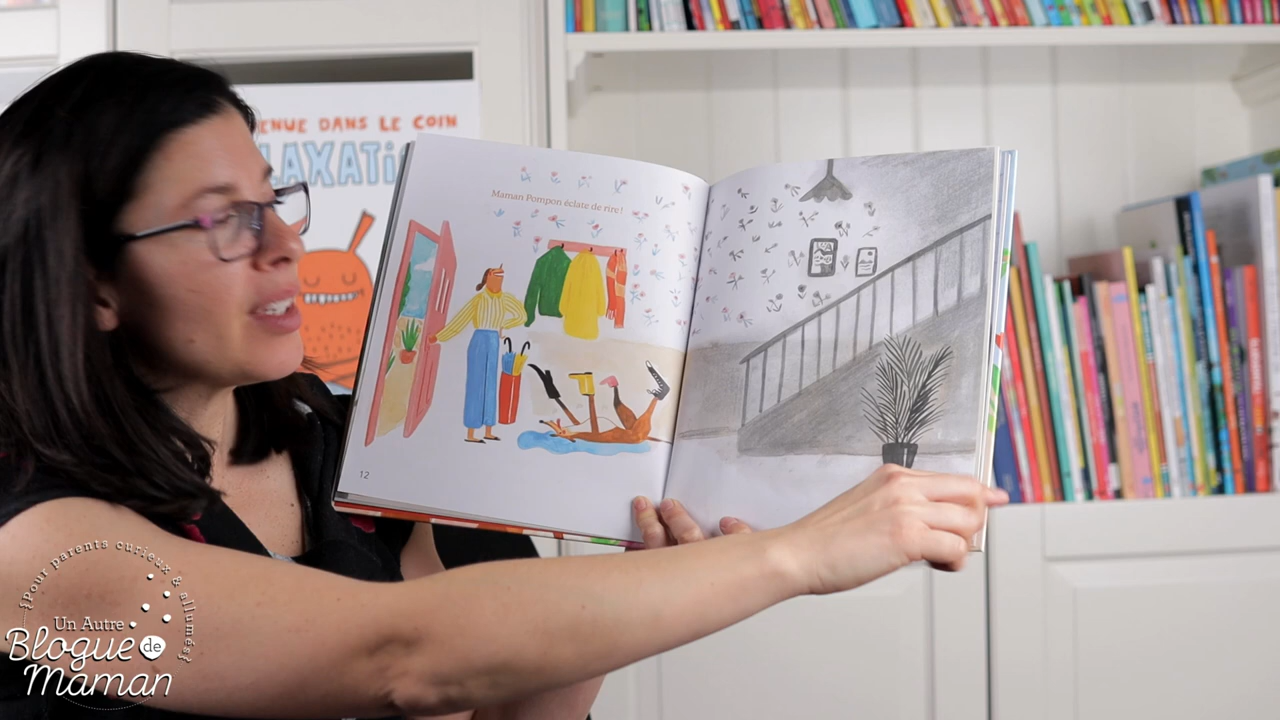 ENUE DANS LE COIN
LAXATI
Maman Pompon éclate de rire !
12
{Pour parents curieux & allumés}
Un Autre
Blogue de
Maman